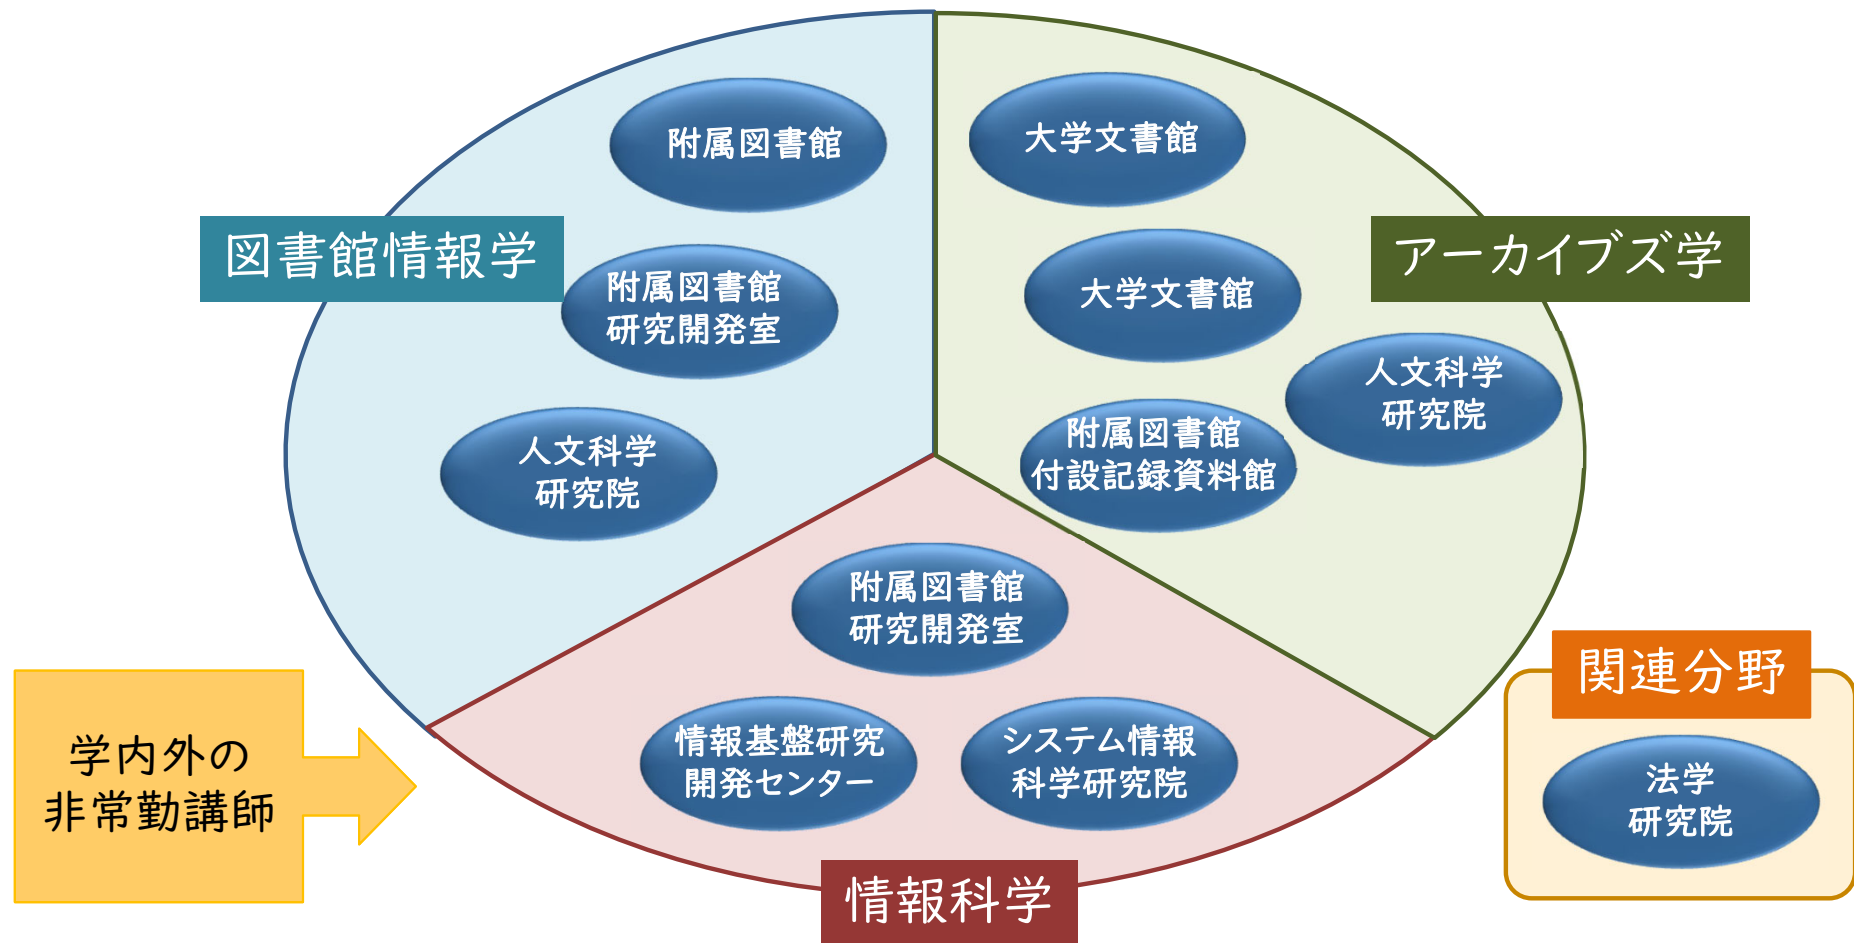 図書館情報学
附属図書館
附属図書館
研究開発室
人文科学
研究院
アーカイブズ学
大学文書館
大学文書館
人文科学
研究院
附属図書館
付設記録資料館
附属図書館
研究開発室
情報基盤研究
開発センター
システム情報
科学研究院
情報科学
学内外の
非常勤講師
関連分野
法学
研究院